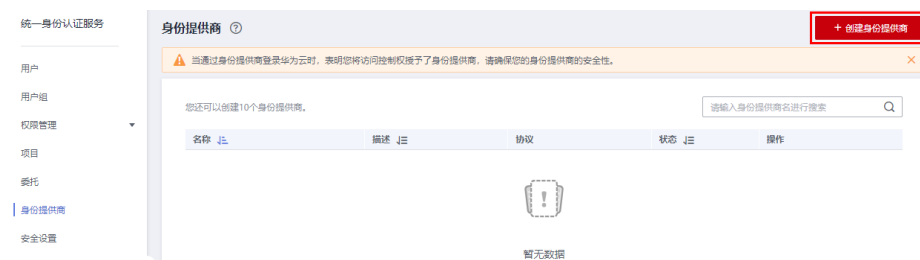 统一身份认证服务
用户
用户组
权限管理
项目
委托
身份提供商
安全设置
身份提供商 ?
+ 创建身份提供商
当通过身份提供商登录华为云时，表明您将访问控制权授予了身份提供商，请确保您的身份提供商的安全性。
您还可以创建10个身份提供商。
请输入身份提供商名进行搜索
名称 描述 协议 状态 操作
暂无数据